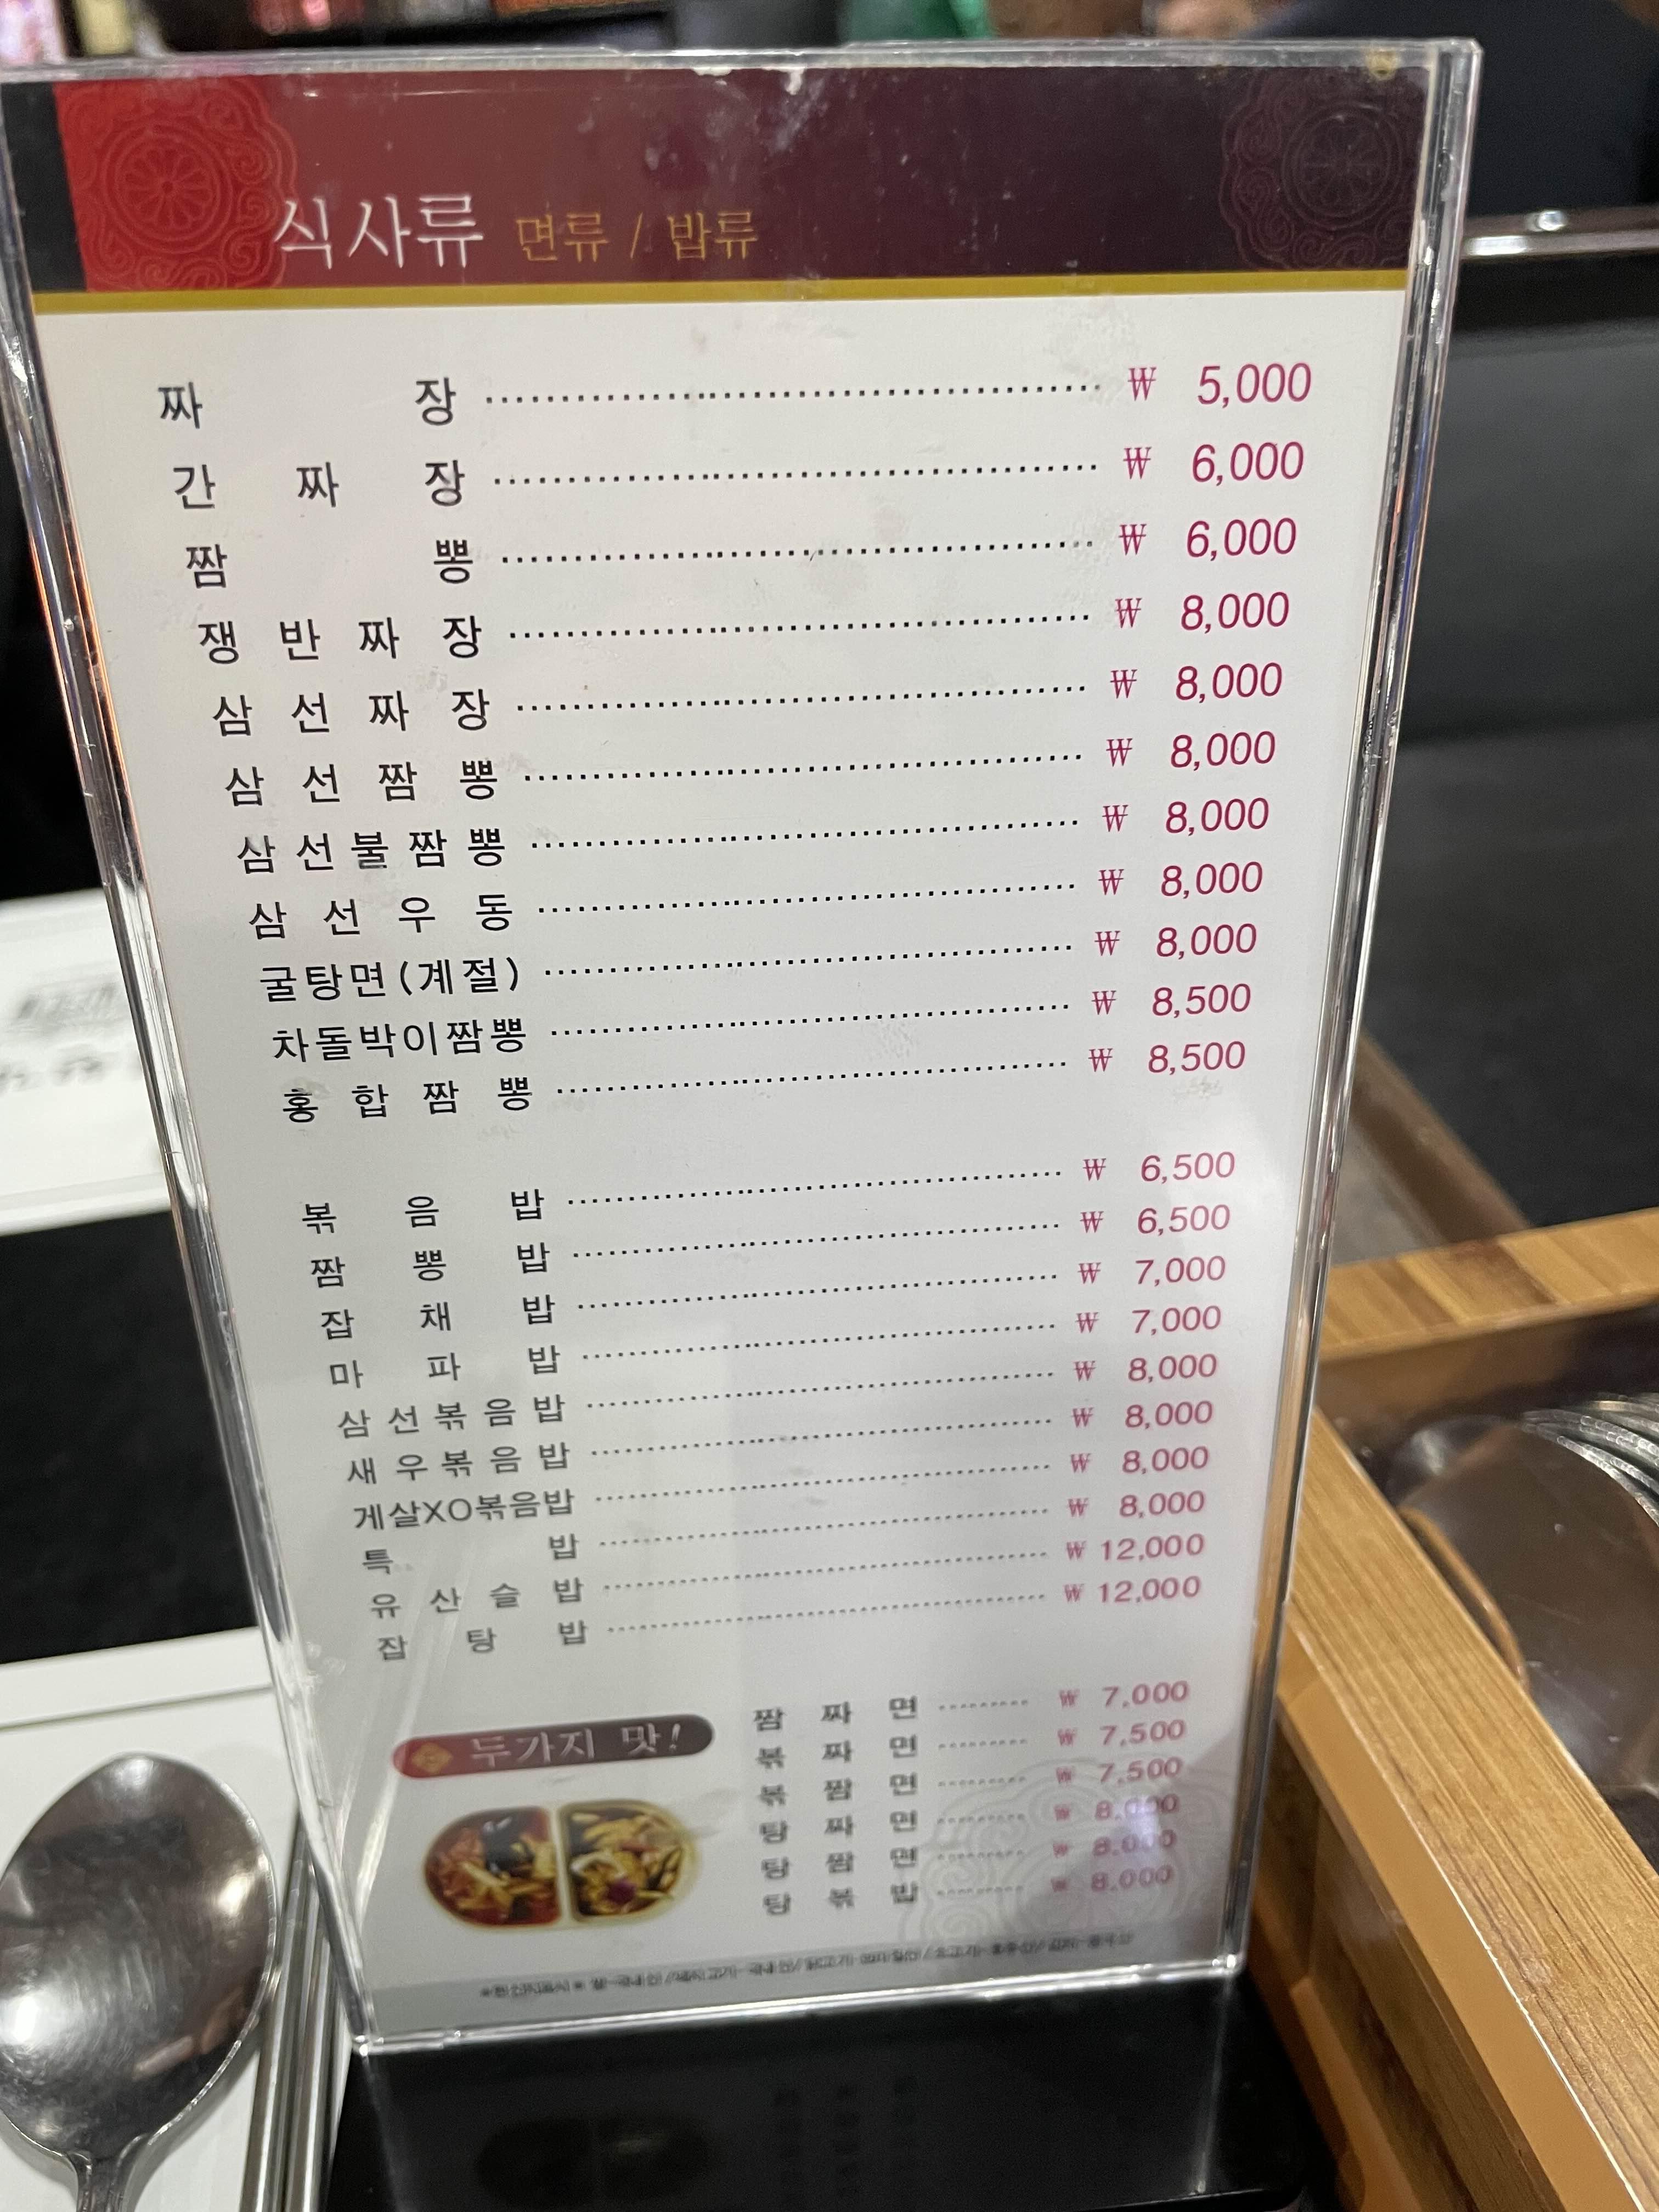 식사류 면류 / 밥류
짜장 ₩ 5,000
간짜장 ₩ 6,000
짬뽕 ₩ 6,000
쟁반짜장 ₩ 8,000
삼선짜장 ₩ 8,000
삼선짬뽕 ₩ 8,000
삼선불짬뽕 ₩ 8,000
삼선우동 ₩ 8,000
굴탕면(계절) ₩ 8,000
차돌박이짬뽕 ₩ 8,500
홍합짬뽕 ₩ 8,500
볶음밥 ₩ 6,500
짬뽕밥 ₩ 6,500
잡채밥 ₩ 7,000
마파밥 ₩ 7,000
삼선볶음밥 ₩ 8,000
새우볶음밥 ₩ 8,000
게살XO볶음밥 ₩ 8,000
특밥 ₩ 8,000
유산슬밥 ₩ 12,000
잡탕밥 ₩ 12,000
두가지 맛!
짬짜면 ₩ 7,000
볶짜면 ₩ 7,500
볶짬면 ₩ 7,500
탕짜면 ₩ 8,000
탕짬면 ₩ 8,000
탕볶밥 ₩ 8,000